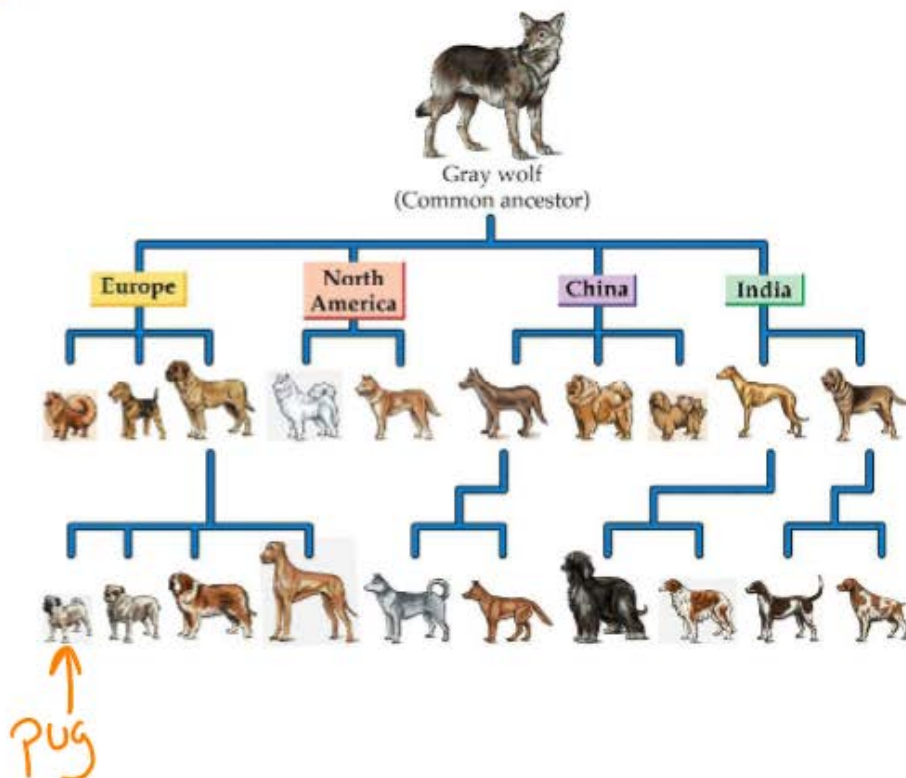 Gray wolf
(Common ancestor)
Europe
North
America
China
India
pug